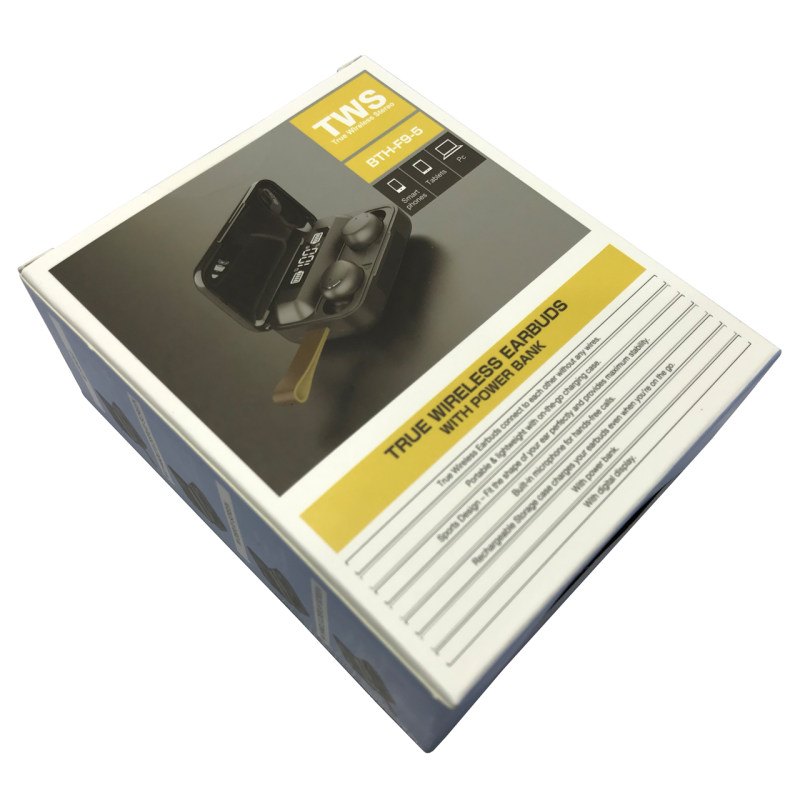 TWS
True Wireless Stereo
BTH-F9-5
Smart phones
Tablets
Pc
100
TRUE WIRELESS EARBUDS
WITH POWER BANK
True Wireless Earbuds connect to each other without any wires.
Portable & lightweight with on-the-go charging case.
Sports Design - Fit the shape of your ear perfectly and provides maximum stability.
Built-in microphone for hands-free calls.
Rechargeable Storage case charges your earbuds even when you're on the go.
With power bank.
With digital display.